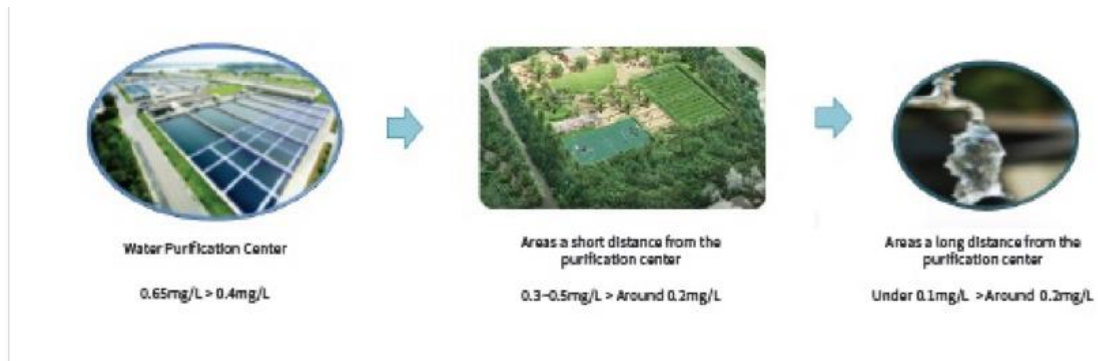 Water Purification Center
0.65mg/L > 0.4mg/L
Areas a short distance from the
purification center
0.3~0.5mg/L > Around 0.2mg/L
Areas a long distance from the
purification center
Under 0.1mg/L >Around 0.2mg/L